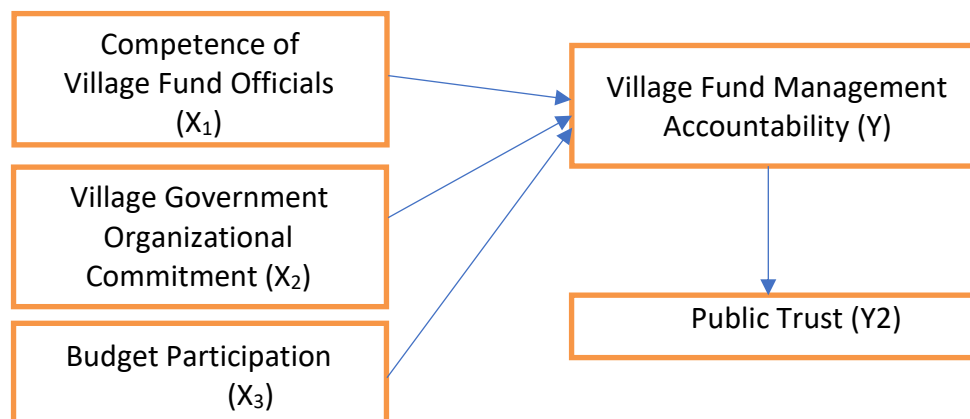 Competence of
Village Fund Officials
(X₁)
Village Government
Organizational
Commitment (X₂)
Budget Participation
(X₃)
Village Fund Management
Accountability (Y)
Public Trust (Y2)